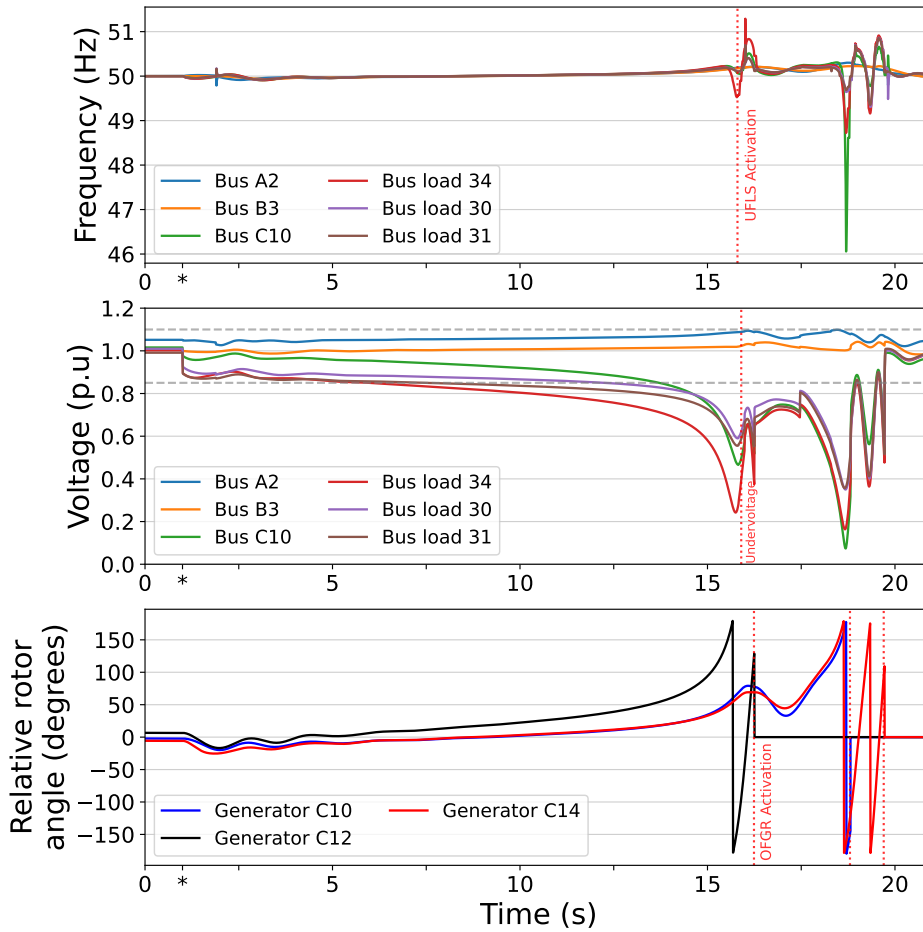 Frequency (Hz)
51
50
49
48
47
46
Bus A2
Bus B3
Bus C10
Bus load 34
Bus load 30
Bus load 31
UFLS Activation
0 * 5 10 15 20
Voltage (p.u)
1.2
1.0
0.8
0.6
0.4
0.2
0.0
Bus A2
Bus B3
Bus C10
Bus load 34
Bus load 30
Bus load 31
Undervoltage
0 * 5 10 15 20
Relative rotor
angle (degrees)
150
100
50
0
−50
−100
−150
Generator C10
Generator C12
Generator C14
OFGR Activation
0 * 5 10 15 20
Time (s)